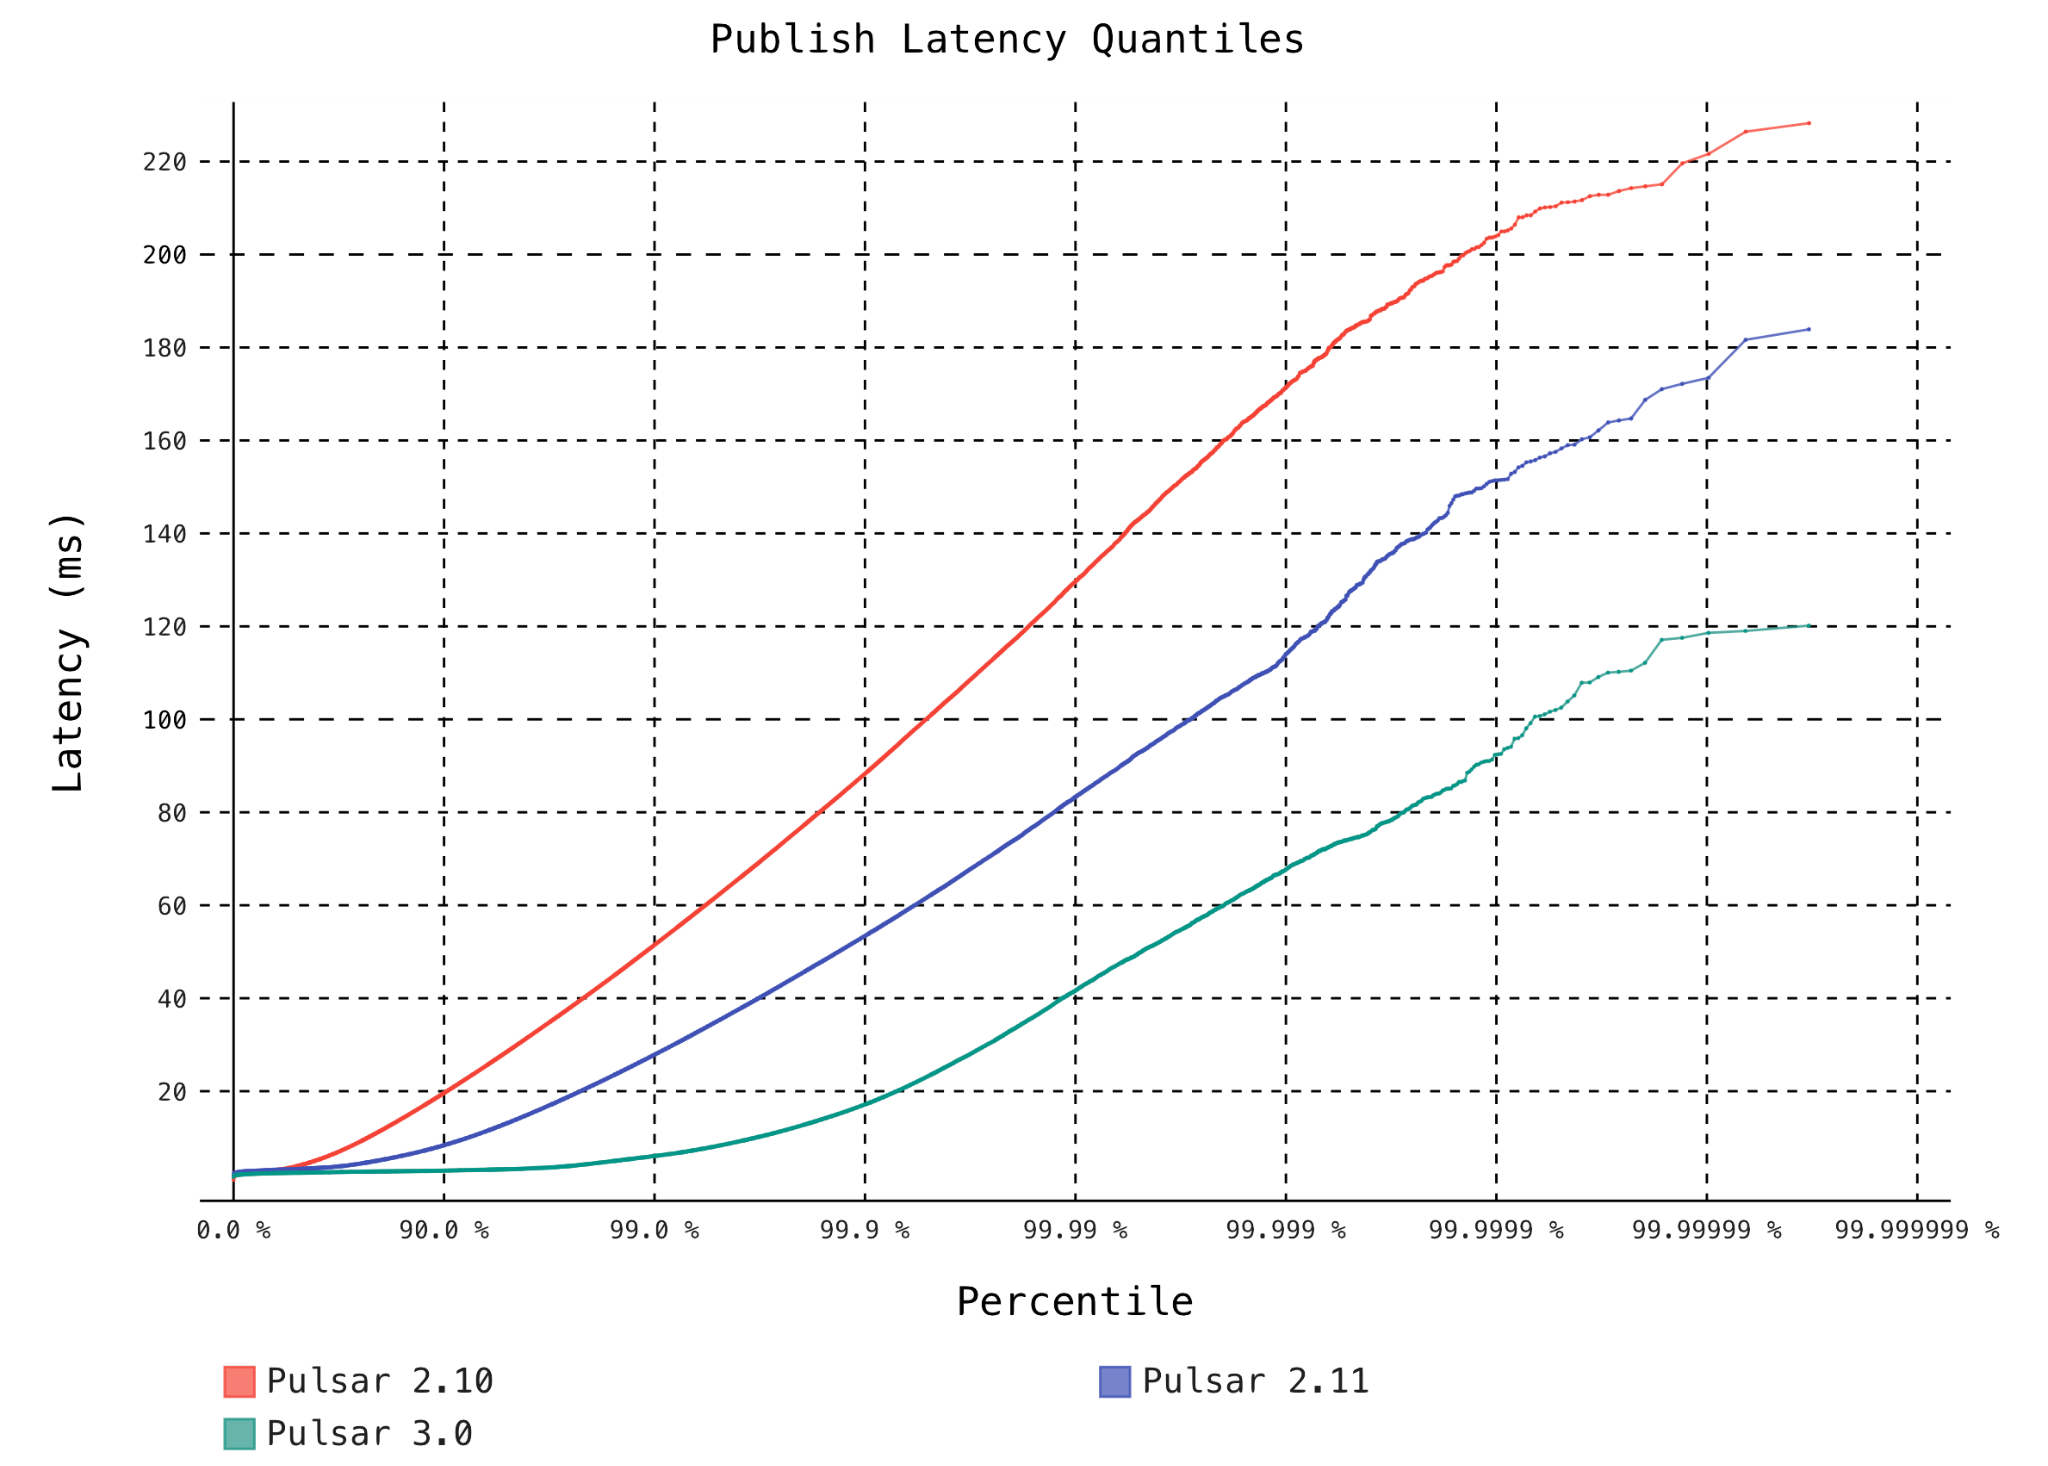 Publish Latency Quantiles
220
200
180
160
140
120
100
80
60
40
20
Latency (ms)
0.0 % 90.0 % 99.0 % 99.9 % 99.99 % 99.999 % 99.9999 % 99.99999 % 99.999999 %
Percentile
Pulsar 2.10 Pulsar 2.11
Pulsar 3.0